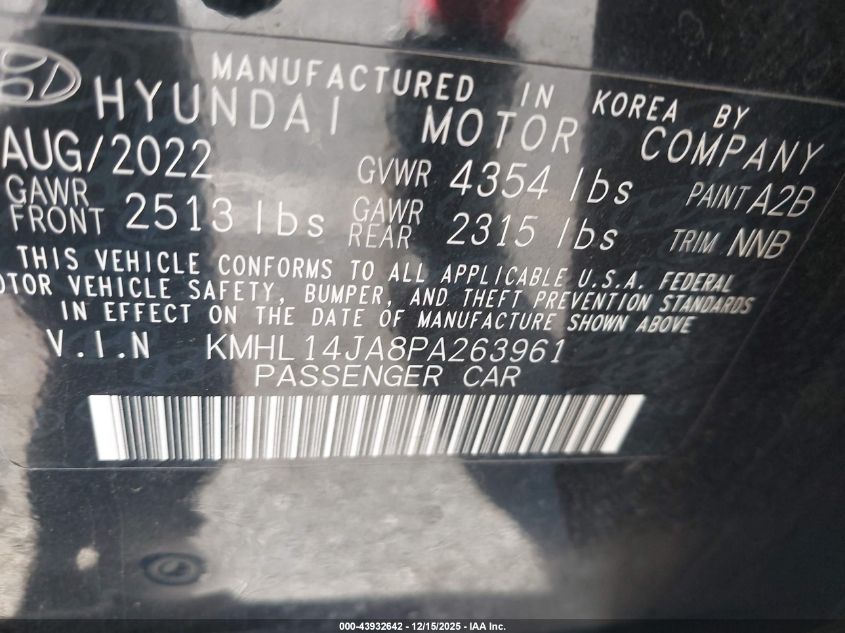 MANUFACTURED IN KOREA BY
HYUNDAI MOTOR COMPANY
AUG/2022 GVWR 4354 lbs PAINT A2B
GAWR FRONT 2513 lbs GAWR REAR 2315 lbs TRIM NNB
THIS VEHICLE CONFORMS TO ALL APPLICABLE U.S.A. FEDERAL
OTOR VEHICLE SAFETY, BUMPER, AND THEFT PREVENTION STANDARDS
IN EFFECT ON THE DATE OF MANUFACTURE SHOWN ABOVE
V.I.N KMHL14JA8PA263961
PASSENGER CAR
000-43932642 - 12/15/2025 - IAA Inc.